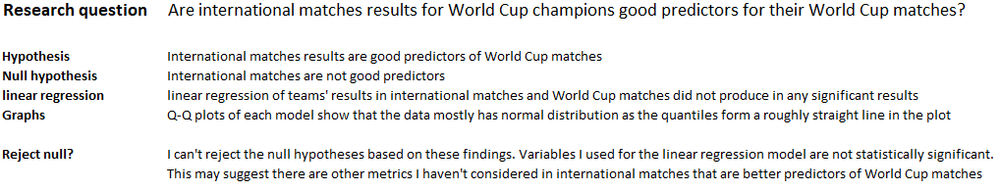 Research question Are international matches results for World Cup champions good predictors for their World Cup matches?
Hypothesis International matches results are good predictors of World Cup matches
Null hypothesis International matches are not good predictors
linear regression linear regression of teams' results in international matches and World Cup matches did not produce in any significant results
Graphs Q-Q plots of each model show that the data mostly has normal distribution as the quantiles form a roughly straight line in the plot
Reject null? I can't reject the null hypotheses based on these findings. Variables I used for the linear regression model are not statistically significant.
This may suggest there are other metrics I haven't considered in international matches that are better predictors of World Cup matches